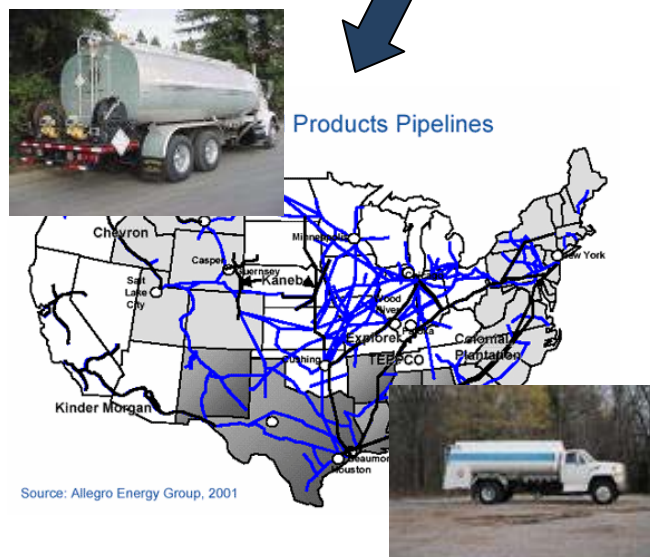 Products Pipelines
Minneapolis
New York
Chevron
Casper
Guernsey
Kaneb
Salt
Lake
City
Wood
River
Patoka
Explorer
Colonial
Plantation
Cushing
TEPPCO
Kinder Morgan
Beaumont
Houston
Source: Allegro Energy Group, 2001